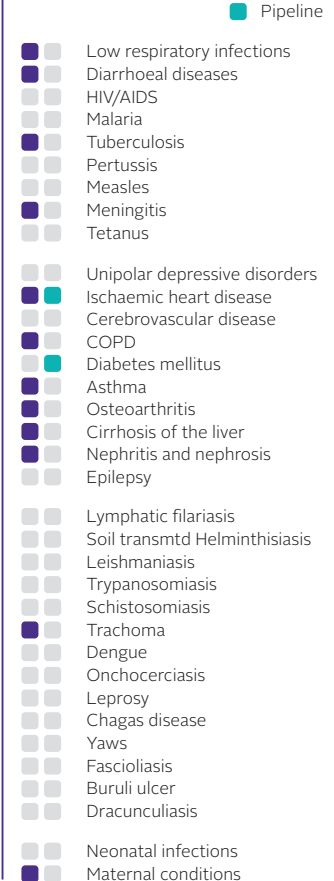 Pipeline
Low respiratory infections
Diarrhoeal diseases
HIV/AIDS
Malaria
Tuberculosis
Pertussis
Measles
Meningitis
Tetanus
Unipolar depressive disorders
Ischaemic heart disease
Cerebrovascular disease
COPD
Diabetes mellitus
Asthma
Osteoarthritis
Cirrhosis of the liver
Nephritis and nephrosis
Epilepsy
Lymphatic filariasis
Soil transmtd Helminthisiasis
Leishmaniasis
Trypanosomiasis
Schistosomiasis
Trachoma
Dengue
Onchocerciasis
Leprosy
Chagas disease
Yaws
Fascioliasis
Buruli ulcer
Dracunculiasis
Neonatal infections
Maternal conditions